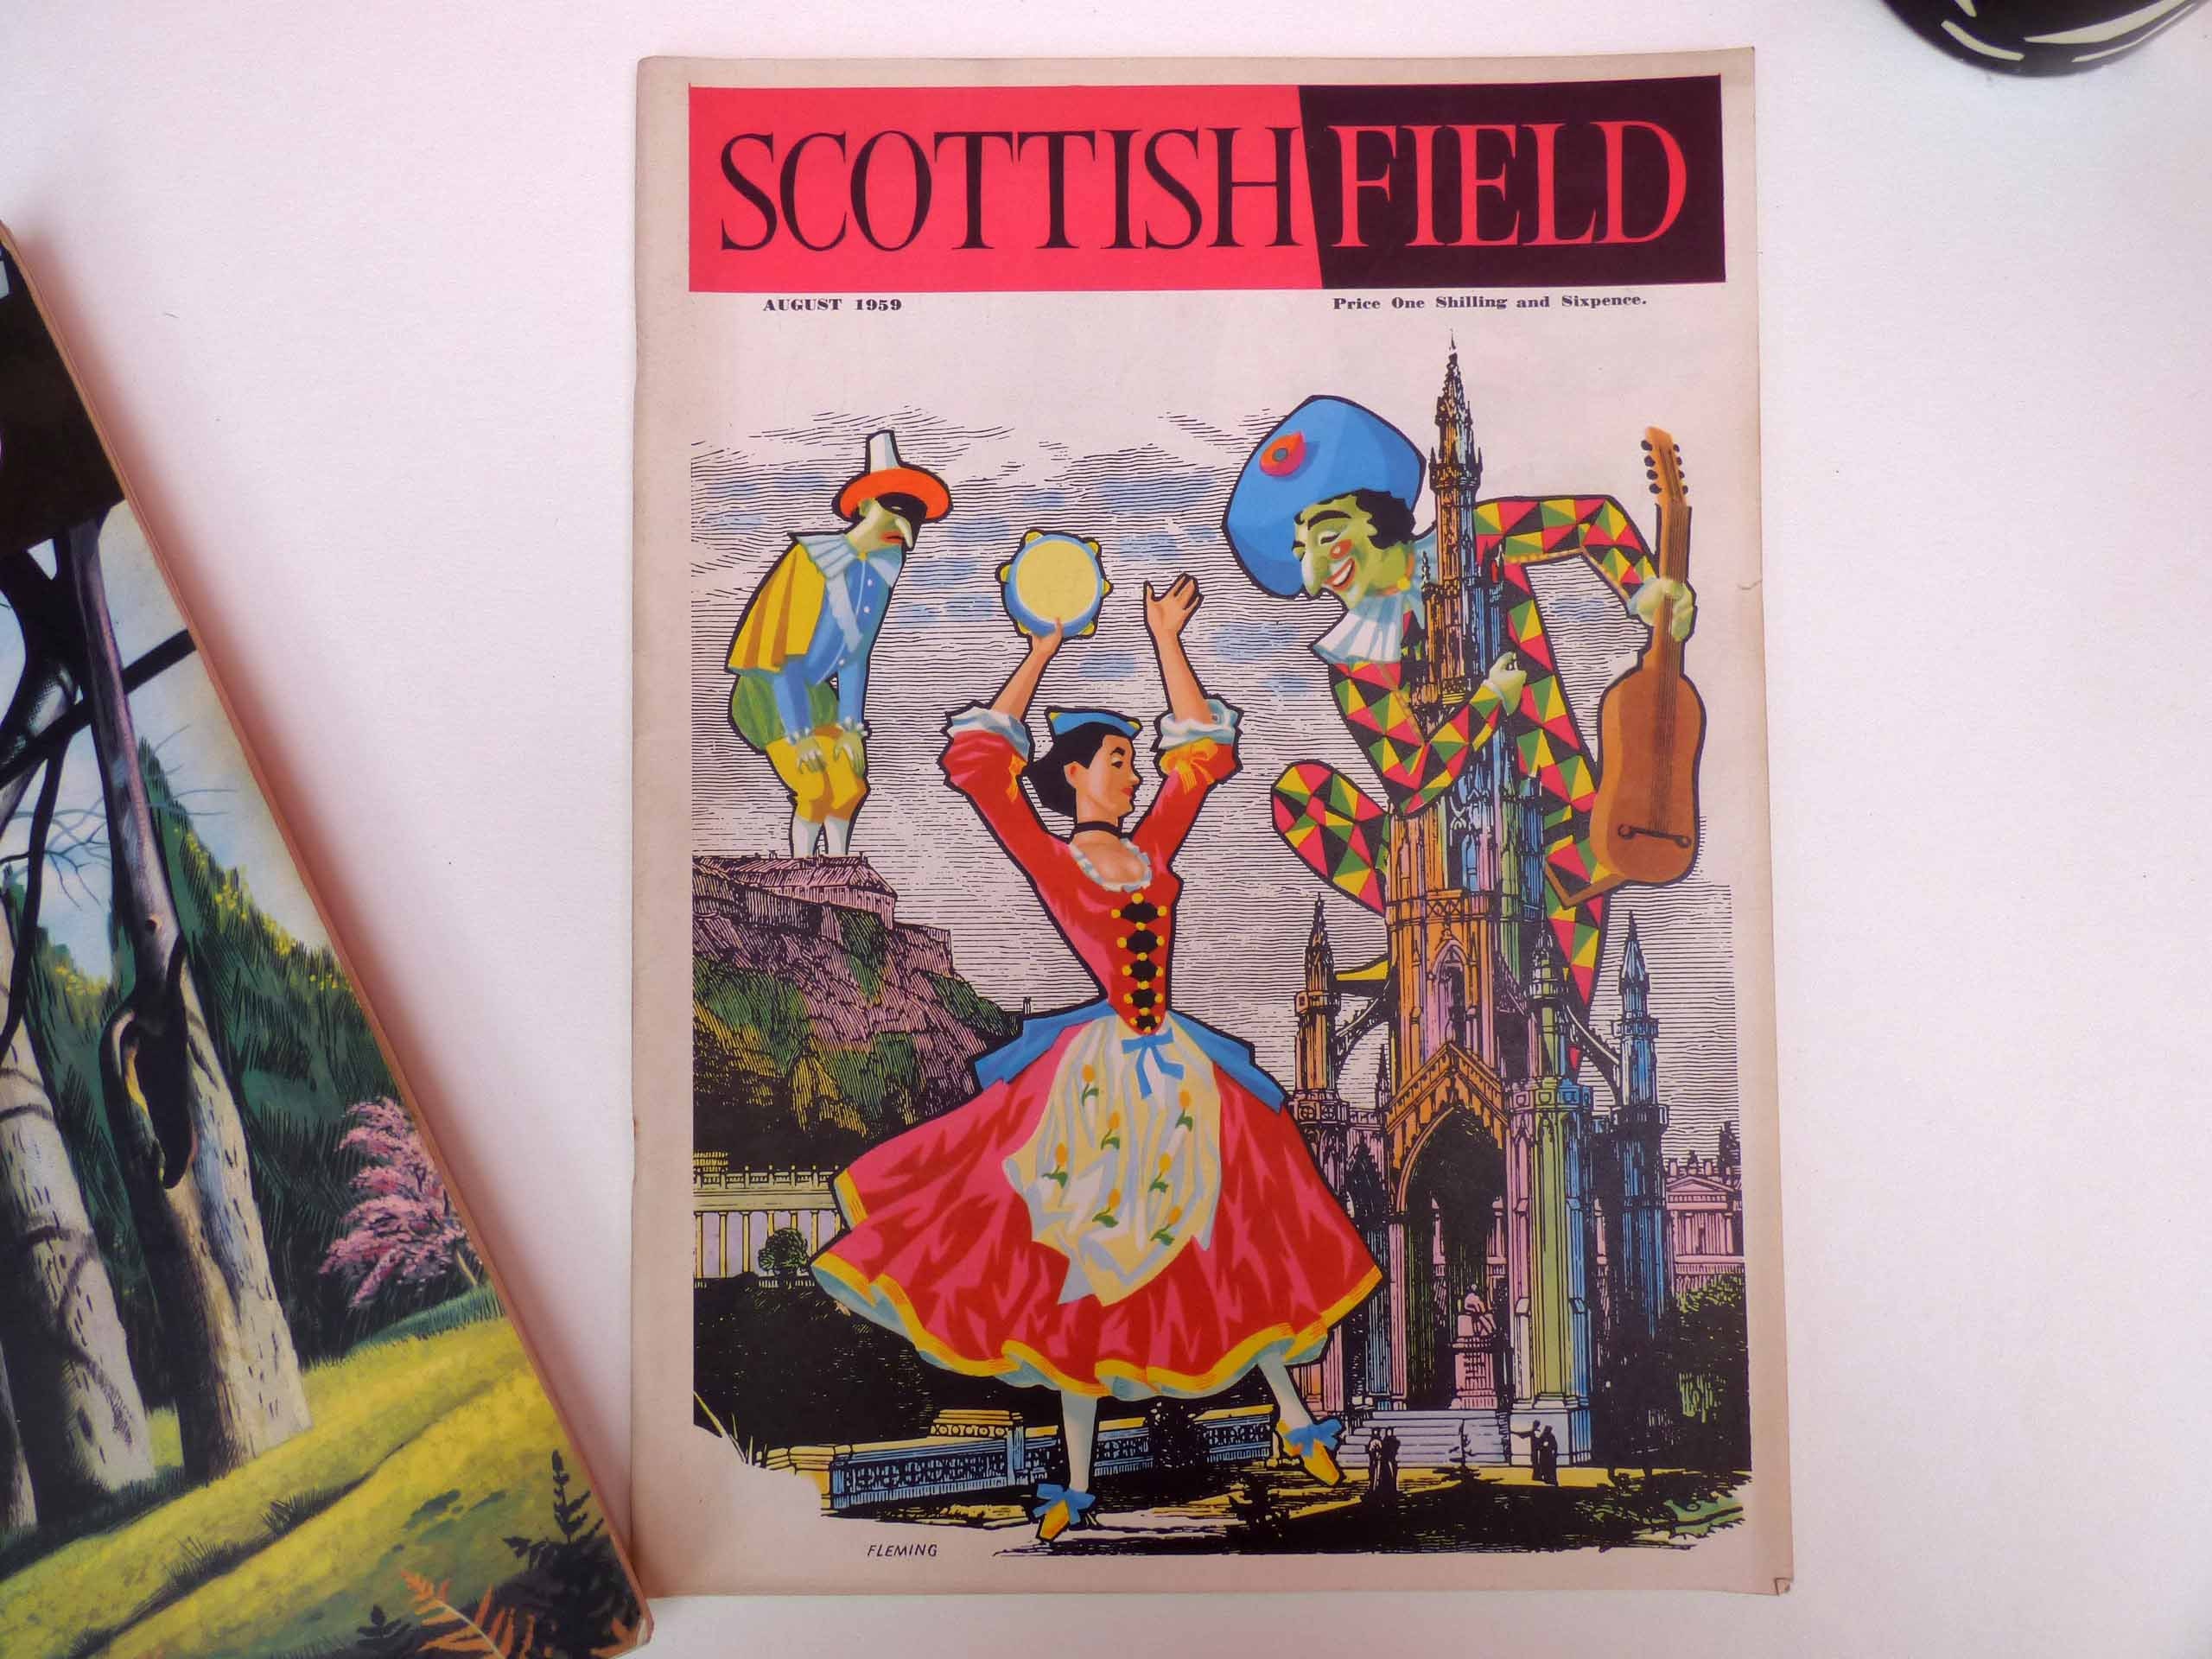 SCOTTISH FIELD
AUGUST 1959 Price One Shilling and Sixpence.
FLEMING